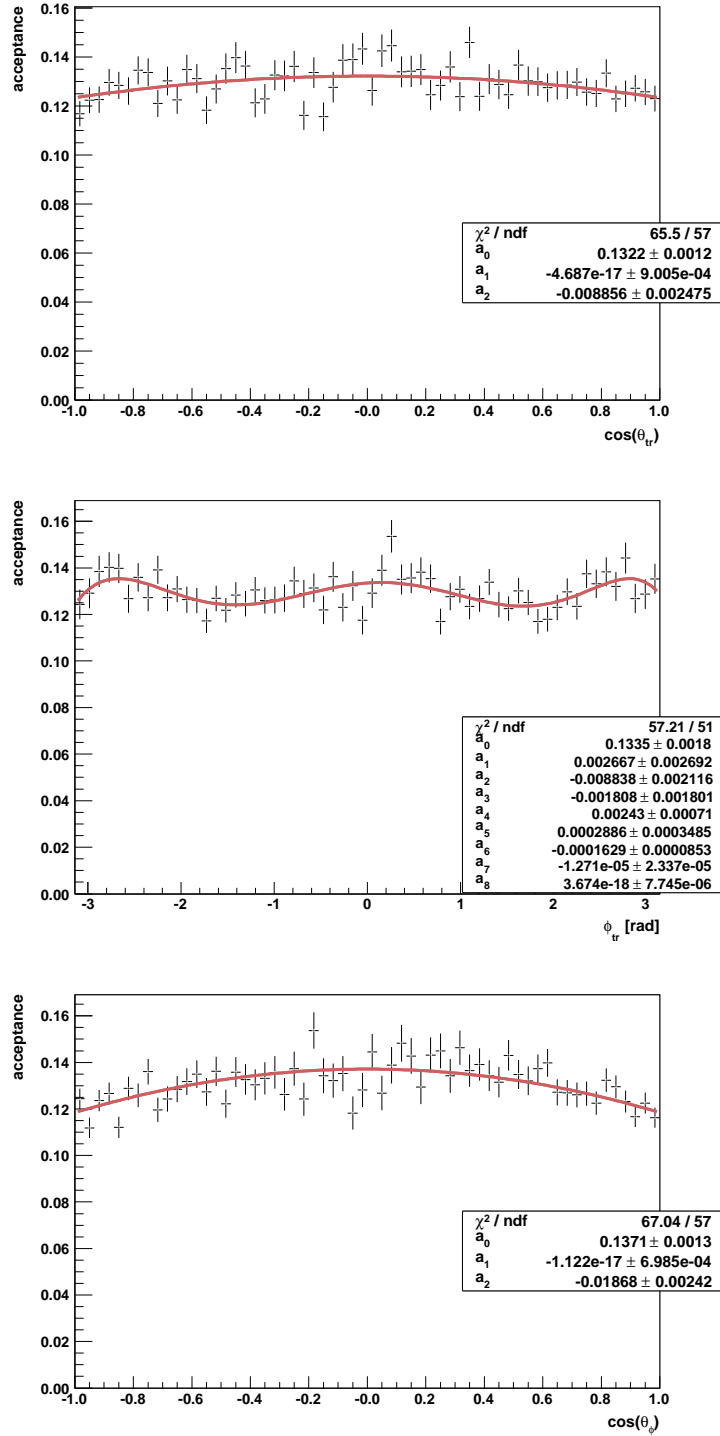 acceptance
0.16
0.14
0.12
0.10
0.08
0.06
0.04
0.02
0.00
χ² / ndf 65.5 / 57
a₀ 0.1322 ± 0.0012
a₁ -4.687e-17 ± 9.005e-04
a₂ -0.008856 ± 0.002475
-1.0 -0.8 -0.6 -0.4 -0.2 -0.0 0.2 0.4 0.6 0.8 1.0
cos(θtr)
acceptance
0.16
0.14
0.12
0.10
0.08
0.06
0.04
0.02
0.00
χ² / ndf 57.21 / 51
a₀ 0.1335 ± 0.0018
a₁ 0.002667 ± 0.002692
a₂ -0.008838 ± 0.002116
a₃ -0.001808 ± 0.001801
a₄ 0.00243 ± 0.00071
a₅ 0.0002886 ± 0.0003485
a₆ -0.0001629 ± 0.0000853
a₇ -1.271e-05 ± 2.337e-05
a₈ 3.674e-18 ± 7.745e-06
-3 -2 -1 0 1 2 3
ϕtr [rad]
acceptance
0.16
0.14
0.12
0.10
0.08
0.06
0.04
0.02
0.00
χ² / ndf 67.04 / 57
a₀ 0.1371 ± 0.0013
a₁ -1.122e-17 ± 6.985e-04
a₂ -0.01868 ± 0.00242
-1.0 -0.8 -0.6 -0.4 -0.2 -0.0 0.2 0.4 0.6 0.8 1.0
cos(θϕ)